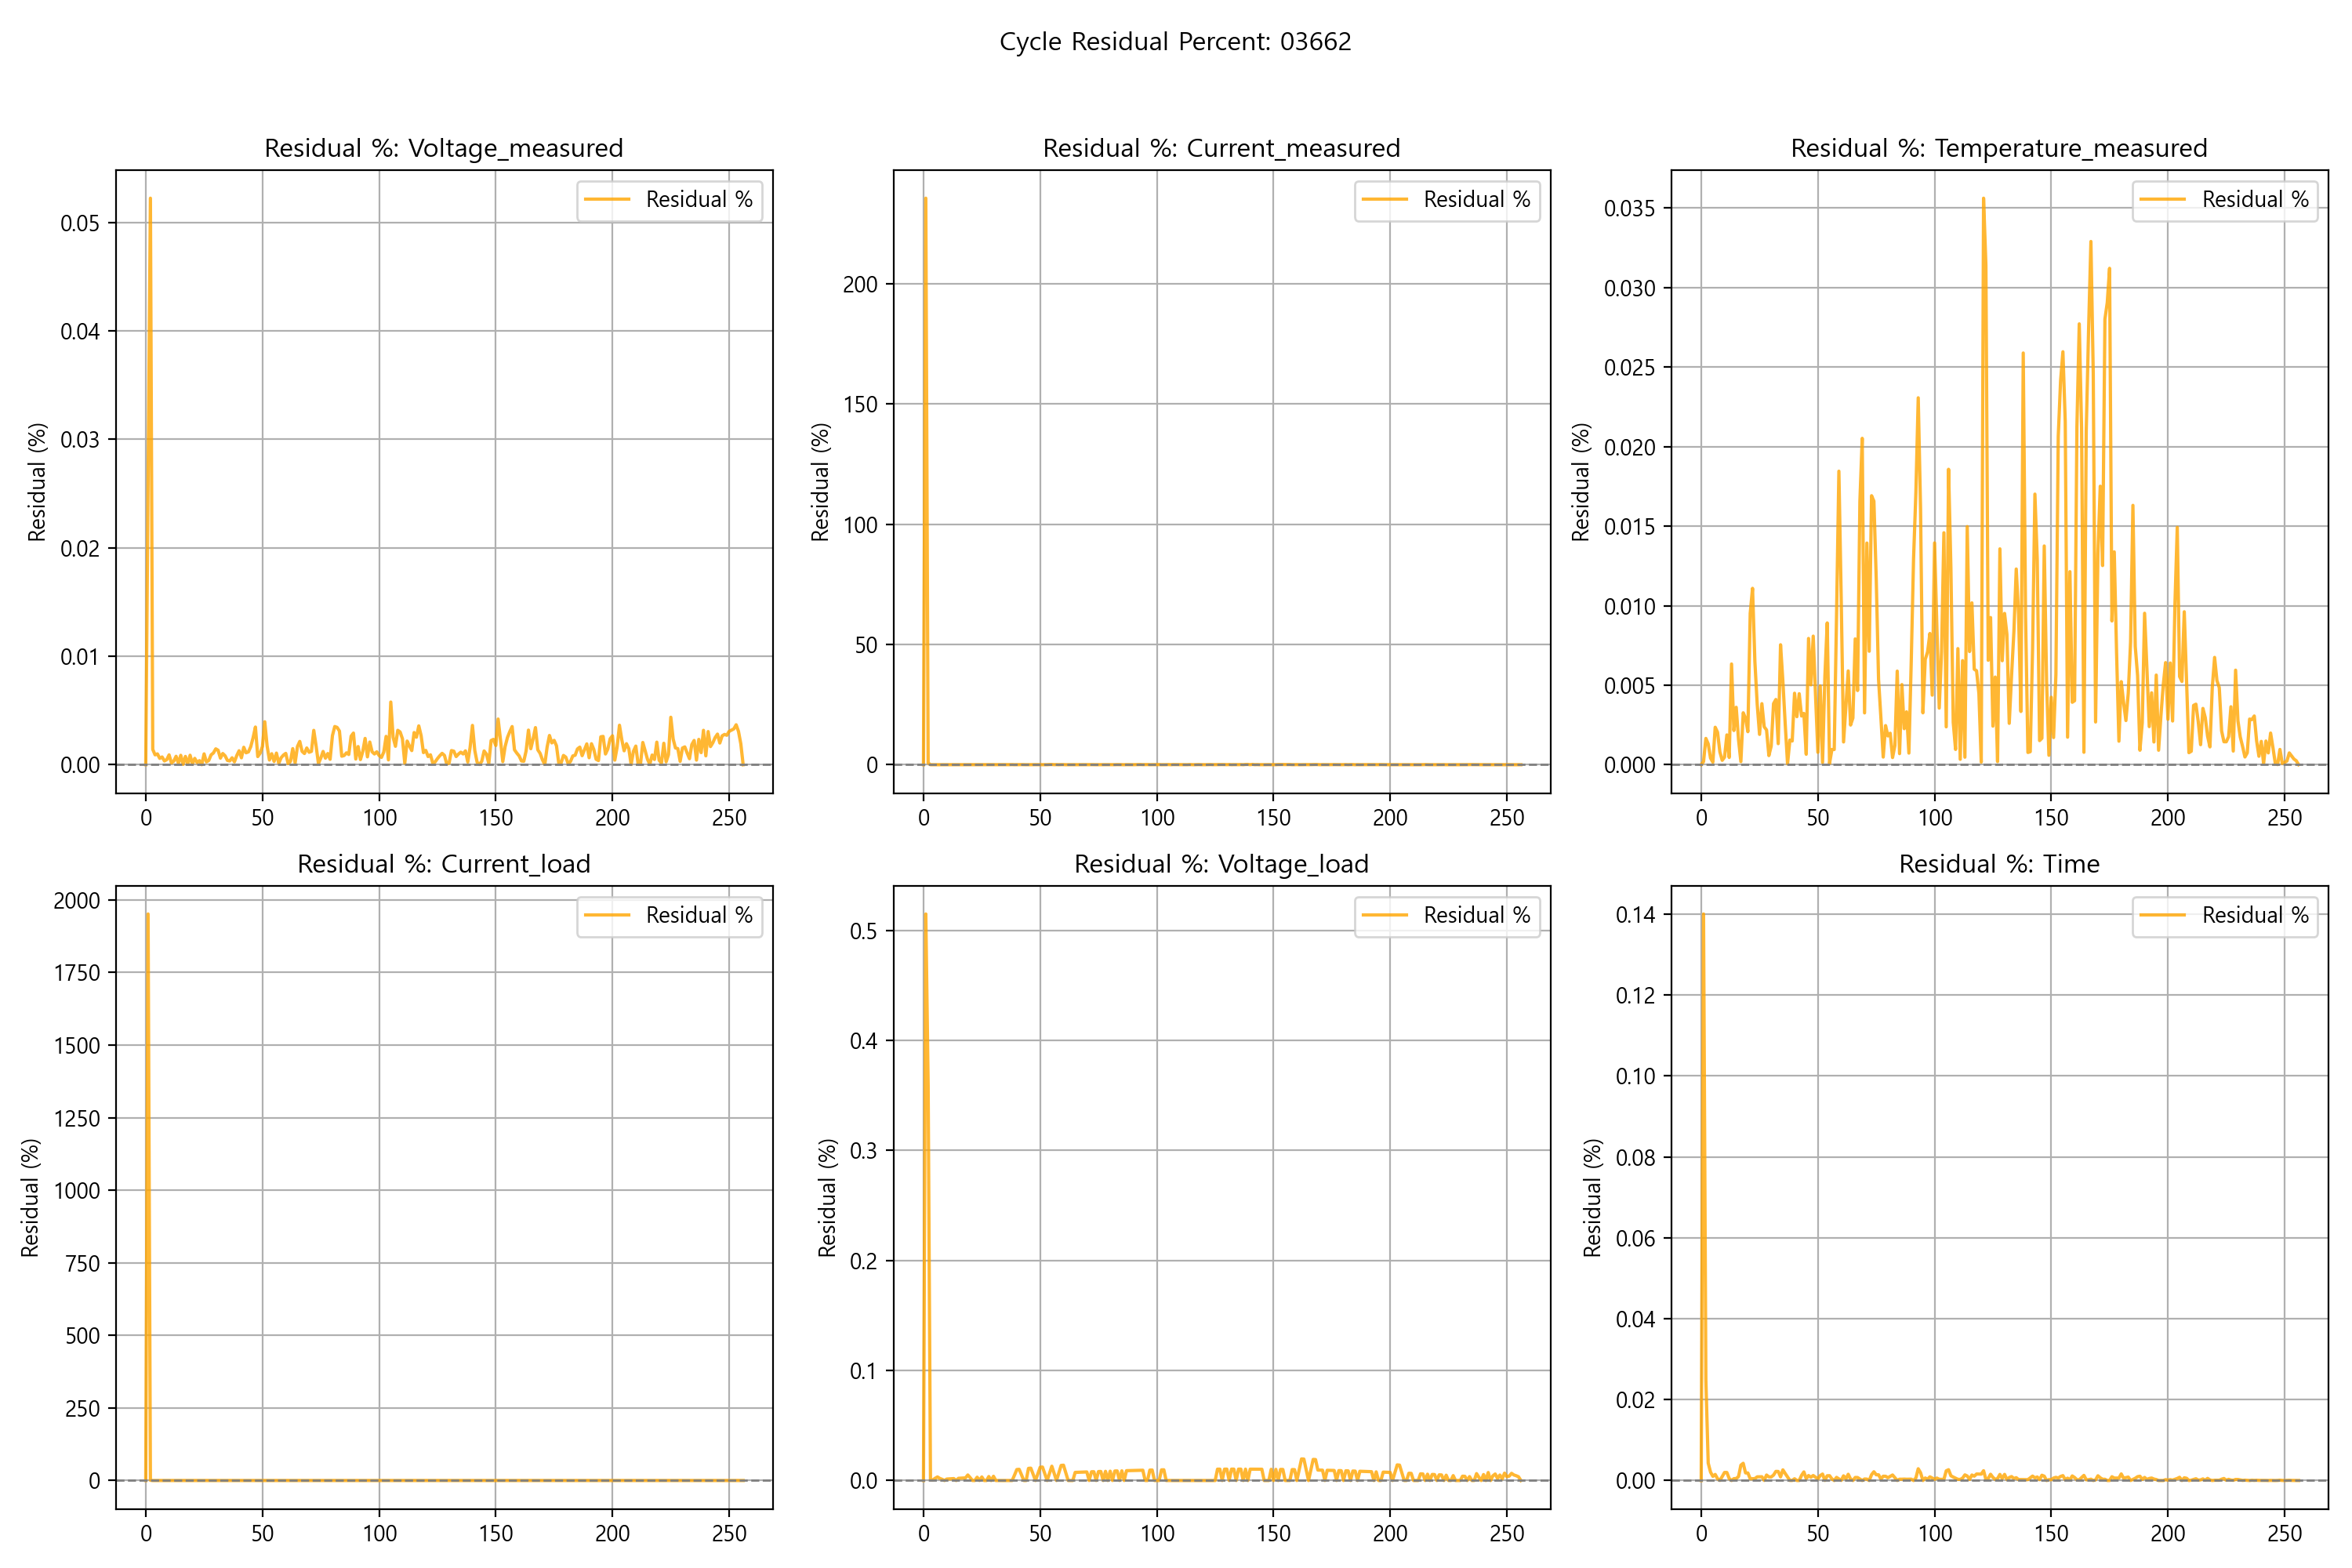 Cycle Residual Percent: 03662
Residual %: Voltage_measured
Residual %
Residual (%)
0.05
0.04
0.03
0.02
0.01
0.00
0 50 100 150 200 250
Residual %: Current_measured
Residual %
Residual (%)
200
150
100
50
0
0 50 100 150 200 250
Residual %: Temperature_measured
Residual %
Residual (%)
0.035
0.030
0.025
0.020
0.015
0.010
0.005
0.000
0 50 100 150 200 250
Residual %: Current_load
Residual %
Residual (%)
2000
1750
1500
1250
1000
750
500
250
0
0 50 100 150 200 250
Residual %: Voltage_load
Residual %
Residual (%)
0.5
0.4
0.3
0.2
0.1
0.0
0 50 100 150 200 250
Residual %: Time
Residual %
Residual (%)
0.14
0.12
0.10
0.08
0.06
0.04
0.02
0.00
0 50 100 150 200 250